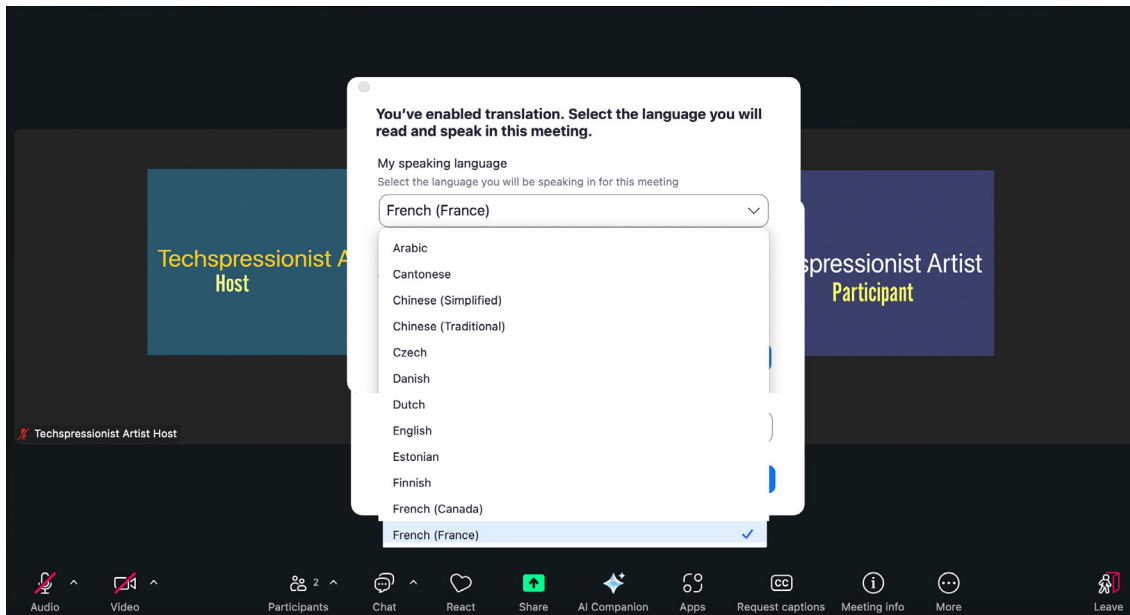 You've enabled translation. Select the language you will
read and speak in this meeting.
My speaking language
Select the language you will be speaking in for this meeting
French (France)
Arabic
Cantonese
Chinese (Simplified)
Chinese (Traditional)
Czech
Danish
Dutch
English
Estonian
Finnish
French (Canada)
French (France)
Techspressionist A
Host
spressionist Artist
Participant
Techspressionist Artist Host
Audio
Video
2
Participants
Chat
React
Share
AI Companion
Apps
CC
Request captions
Meeting info
More
Leave